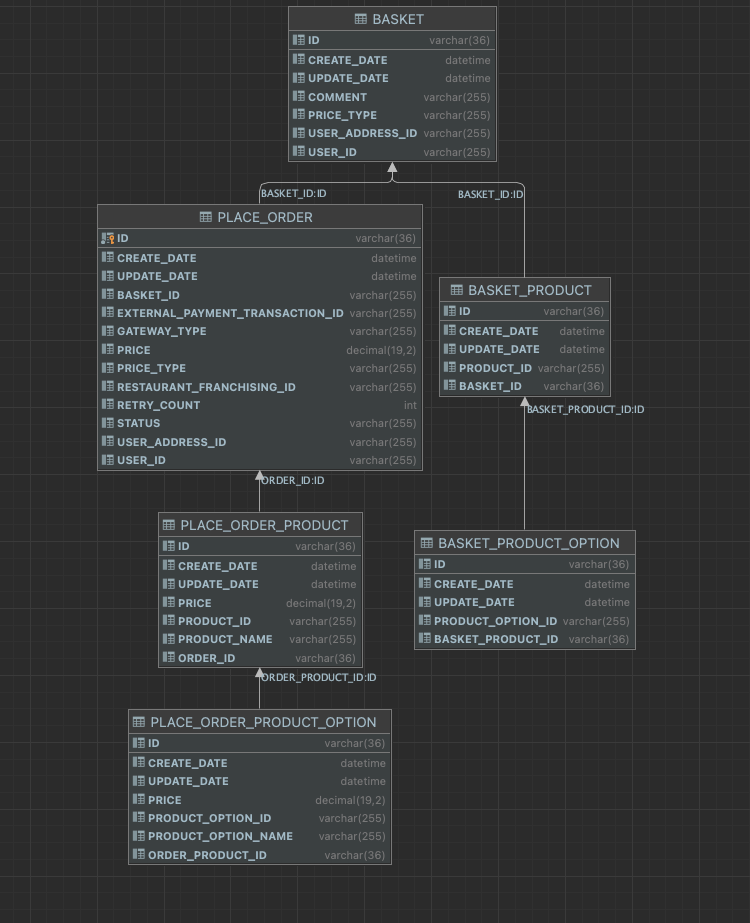 BASKET
ID varchar(36)
CREATE_DATE datetime
UPDATE_DATE datetime
COMMENT varchar(255)
PRICE_TYPE varchar(255)
USER_ADDRESS_ID varchar(255)
USER_ID varchar(255)
BASKET_ID:ID
BASKET_ID:ID
PLACE_ORDER
ID varchar(36)
CREATE_DATE datetime
UPDATE_DATE datetime
BASKET_ID varchar(255)
EXTERNAL_PAYMENT_TRANSACTION_ID varchar(255)
GATEWAY_TYPE varchar(255)
PRICE decimal(19,2)
PRICE_TYPE varchar(255)
RESTAURANT_FRANCHISING_ID varchar(255)
RETRY_COUNT int
STATUS varchar(255)
USER_ADDRESS_ID varchar(255)
USER_ID varchar(255)
BASKET_PRODUCT
ID varchar(36)
CREATE_DATE datetime
UPDATE_DATE datetime
PRODUCT_ID varchar(255)
BASKET_ID varchar(36)
BASKET_PRODUCT_ID:ID
ORDER_ID:ID
PLACE_ORDER_PRODUCT
ID varchar(36)
CREATE_DATE datetime
UPDATE_DATE datetime
PRICE decimal(19,2)
PRODUCT_ID varchar(255)
PRODUCT_NAME varchar(255)
ORDER_ID varchar(36)
BASKET_PRODUCT_OPTION
ID varchar(36)
CREATE_DATE datetime
UPDATE_DATE datetime
PRODUCT_OPTION_ID varchar(255)
BASKET_PRODUCT_ID varchar(36)
ORDER_PRODUCT_ID:ID
PLACE_ORDER_PRODUCT_OPTION
ID varchar(36)
CREATE_DATE datetime
UPDATE_DATE datetime
PRICE decimal(19,2)
PRODUCT_OPTION_ID varchar(255)
PRODUCT_OPTION_NAME varchar(255)
ORDER_PRODUCT_ID varchar(36)